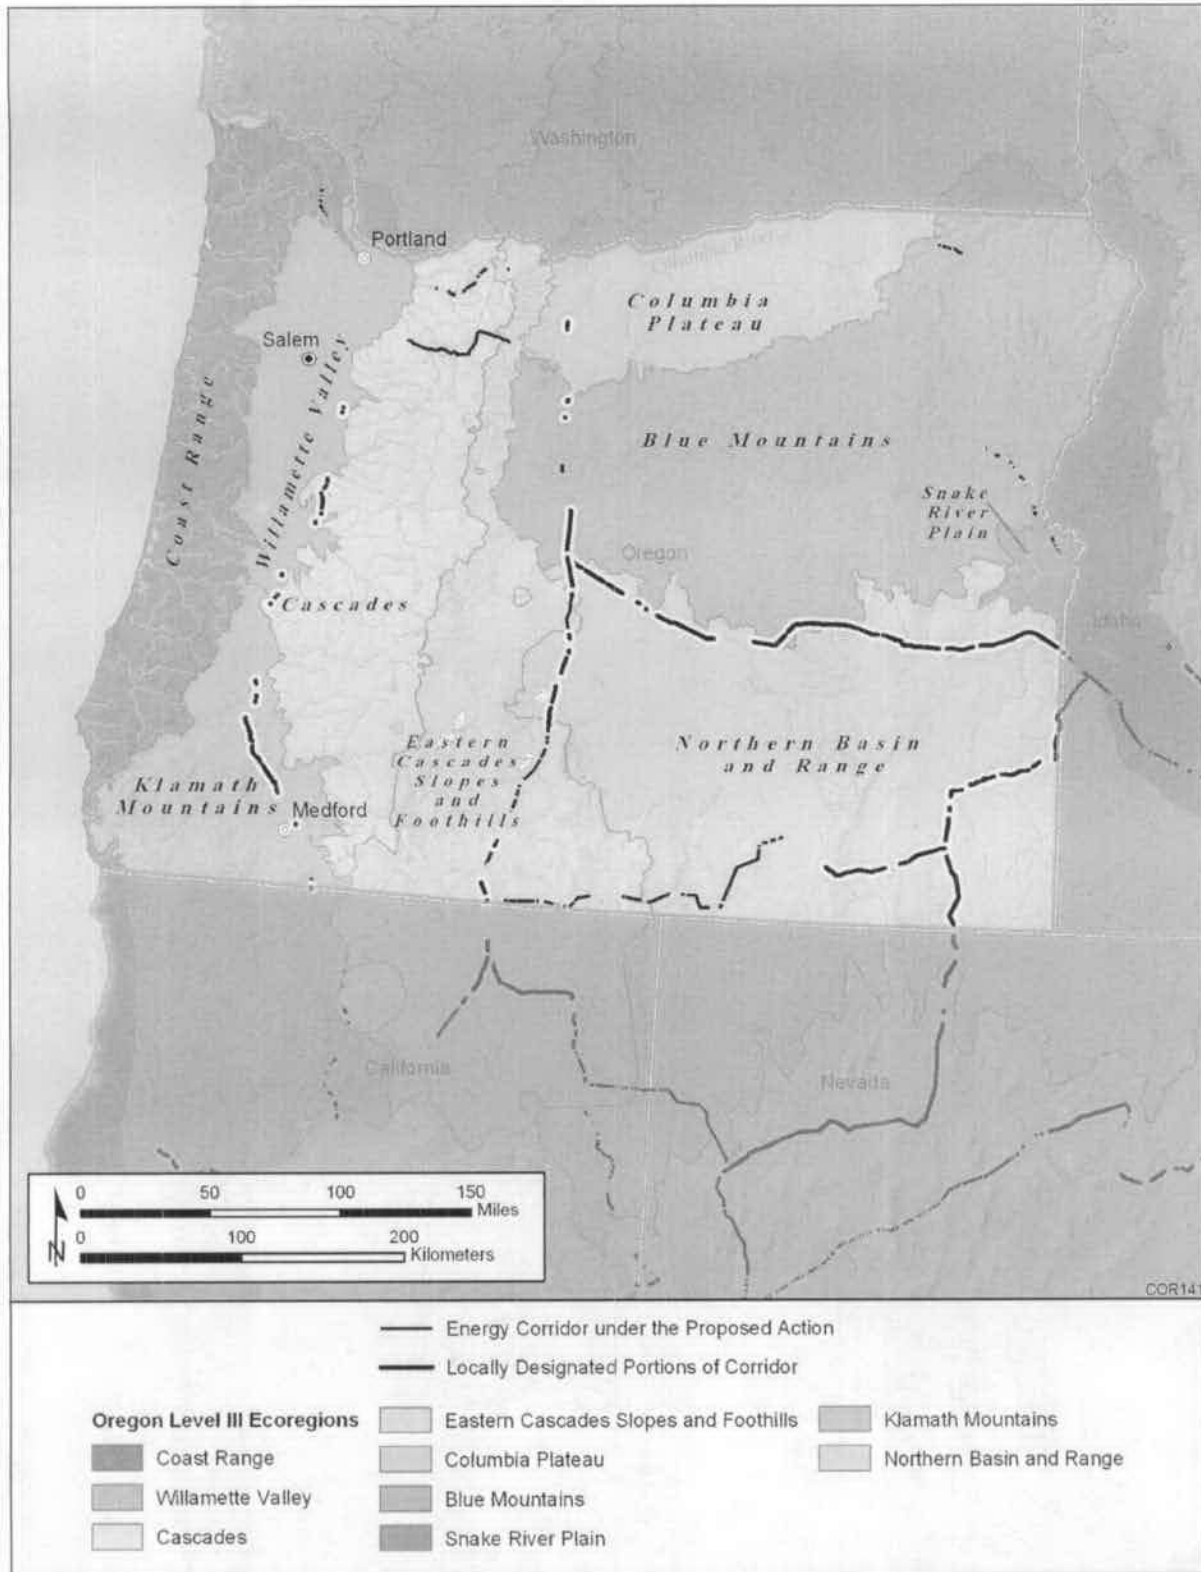 Washington
Portland
Columbia River
Columbia
Plateau
Salem
Willamette Valley
Coast Range
Blue Mountains
Snake
River
Plain
Oregon
Cascades
Idaho
Eastern
Cascades
Slopes
and
Foothills
Northern Basin
and Range
Klamath
Mountains
Medford
California
Nevada
0 50 100 150
Miles
0 100 200
Kilometers
N
COR141
Energy Corridor under the Proposed Action
Locally Designated Portions of Corridor
Oregon Level III Ecoregions
Coast Range
Willamette Valley
Cascades
Eastern Cascades Slopes and Foothills
Columbia Plateau
Blue Mountains
Snake River Plain
Klamath Mountains
Northern Basin and Range